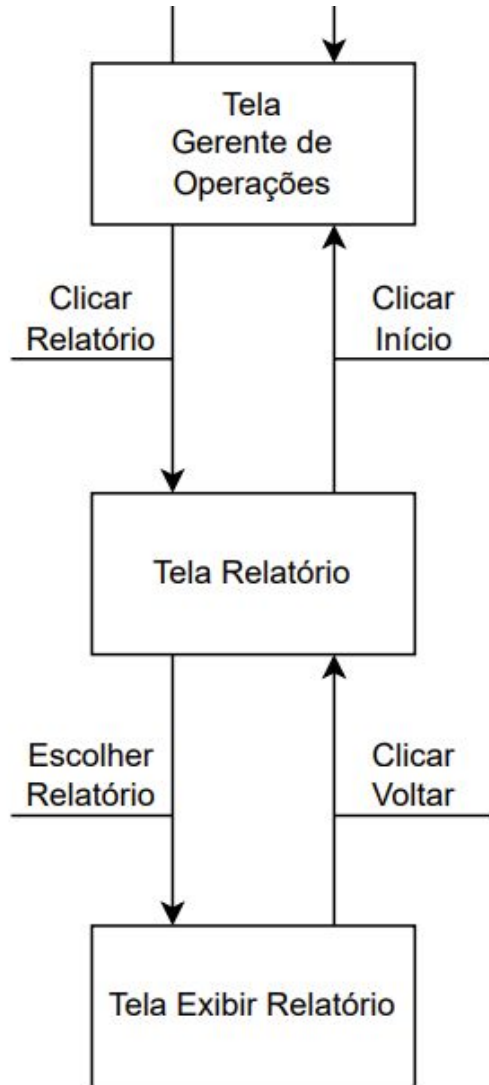 Tela
Gerente de
Operações
Clicar
Relatório
Clicar
Início
Tela Relatório
Escolher
Relatório
Clicar
Voltar
Tela Exibir Relatório